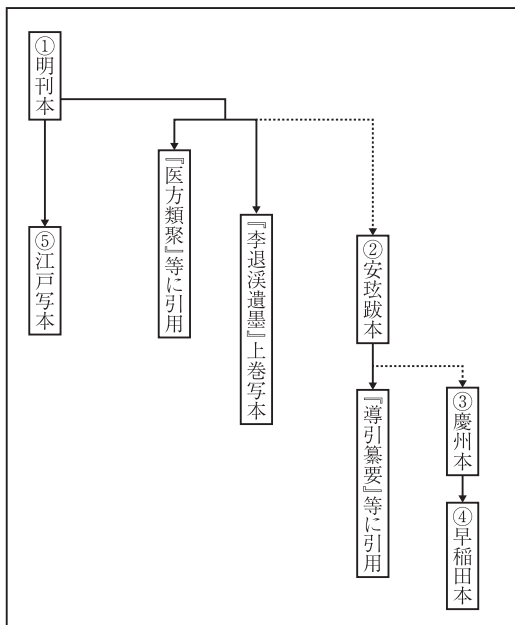 ①明刊本
⑤江戸写本
『医方類聚』等に引用
『李退渓遺墨』上巻写本
②安玹跋本
『導引纂要』等に引用
③慶州本
④早稲田本